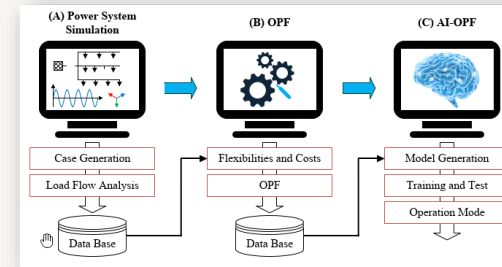 (A) Power System
Simulation
(B) OPF
(C) AI-OPF
Case Generation
Load Flow Analysis
Data Base
Flexibilities and Costs
OPF
Data Base
Model Generation
Training and Test
Operation Mode